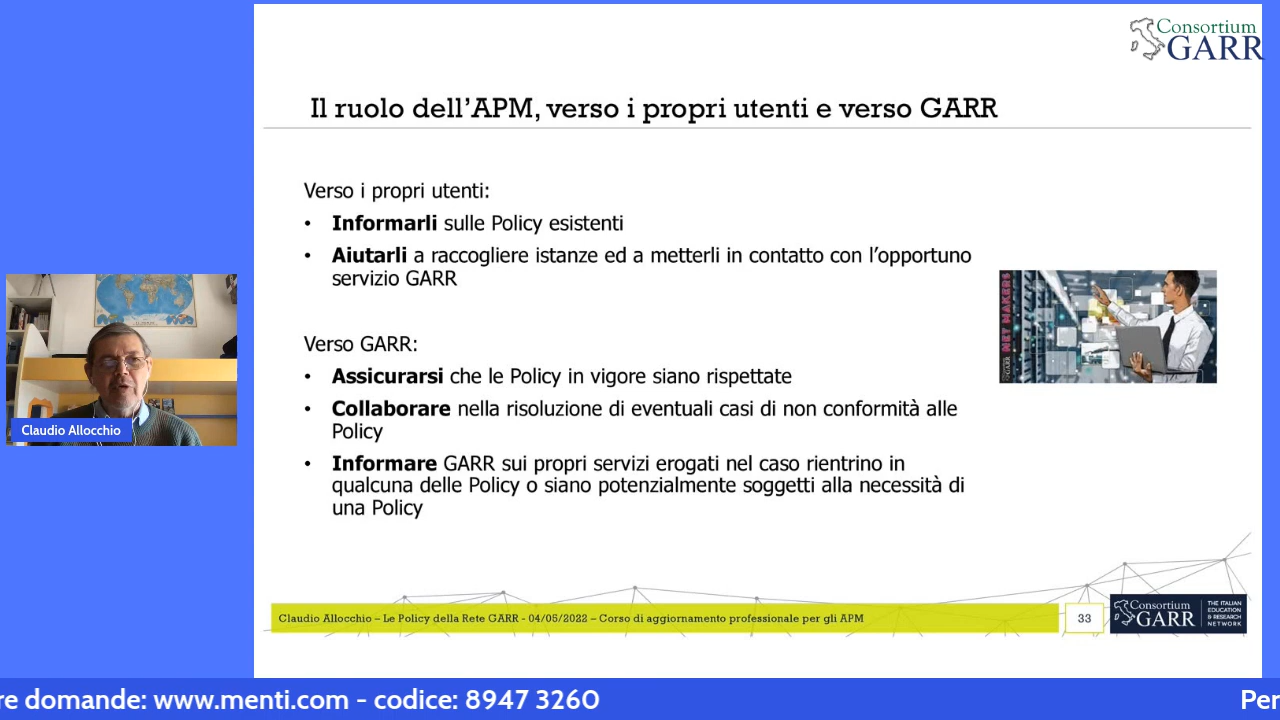 Consortium
GARR
Il ruolo dell'APM, verso i propri utenti e verso GARR
Verso i propri utenti:
• Informarli sulle Policy esistenti
• Aiutarli a raccogliere istanze ed a metterli in contatto con l'opportuno
servizio GARR
Verso GARR:
• Assicurarsi che le Policy in vigore siano rispettate
• Collaborare nella risoluzione di eventuali casi di non conformità alle
Policy
• Informare GARR sui propri servizi erogati nel caso rientrino in
qualcuna delle Policy o siano potenzialmente soggetti alla necessità di
una Policy
GARR NET MAKERS
Claudio Allocchio
Claudio Allocchio – Le Policy della Rete GARR - 04/05/2022 – Corso di aggiornamento professionale per gli APM
33
Consortium
GARR
THE ITALIAN
EDUCATION
& RESEARCH
NETWORK
re domande: www.menti.com - codice: 8947 3260
Per